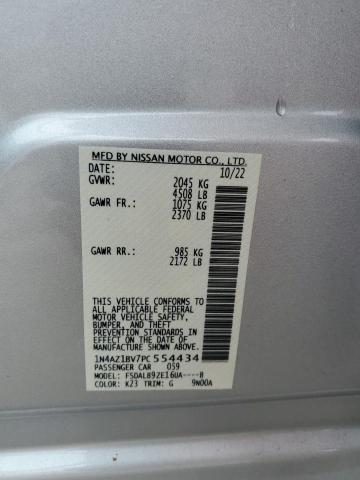 MFD BY NISSAN MOTOR CO., LTD.
DATE: 10/22
GVWR: 2045 KG
4508 LB
GAWR FR.: 1075 KG
2370 LB
GAWR RR.: 985 KG
2172 LB
THIS VEHICLE CONFORMS TO
ALL APPLICABLE FEDERAL
MOTOR VEHICLE SAFETY,
BUMPER, AND THEFT
PREVENTION STANDARDS IN
EFFECT ON THE DATE OF
MANUFACTURE SHOWN ABOVE.
1N4AZ1BV7PC554434
PASSENGER CAR 059
MODEL: FSDALB9ZE16UA----B
COLOR: K23 TRIM: G 9N00A